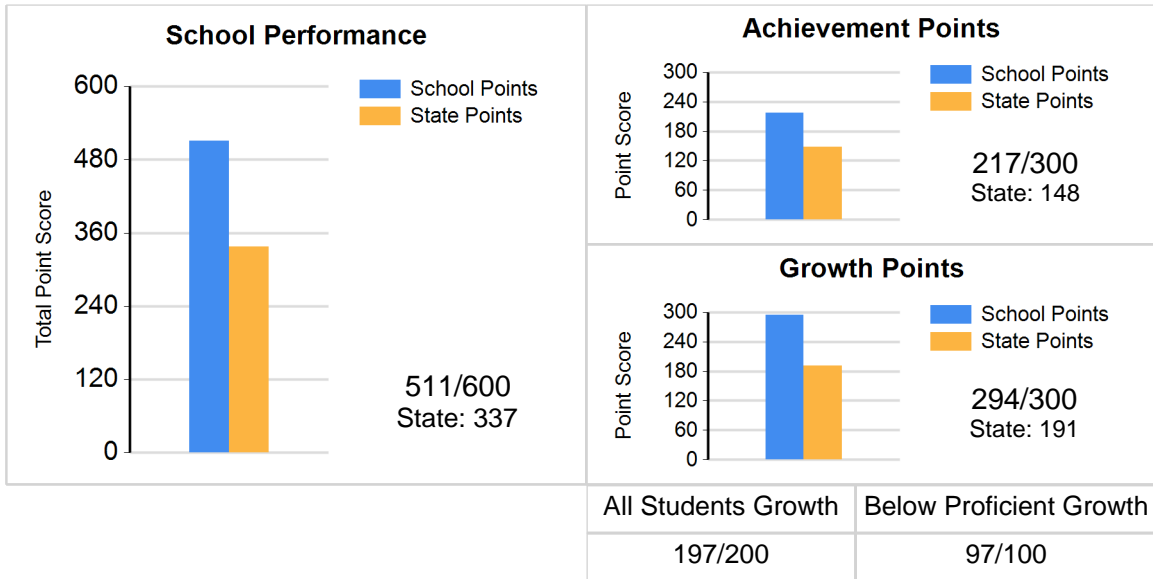 School Performance
Total Point Score
600
480
360
240
120
0
School Points
State Points
511/600
State: 337
Achievement Points
Point Score
300
240
180
120
60
0
School Points
State Points
217/300
State: 148
Growth Points
Point Score
300
240
180
120
60
0
School Points
State Points
294/300
State: 191
All Students Growth
Below Proficient Growth
197/200
97/100